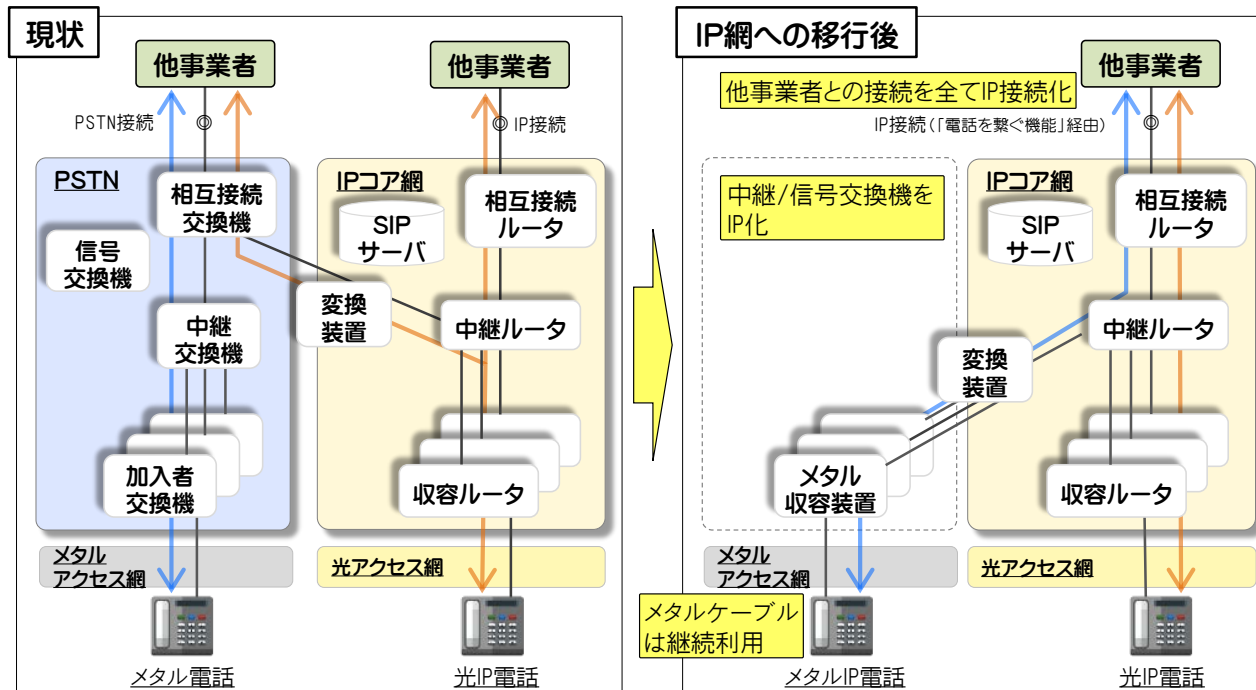 現状
他事業者
他事業者
PSTN接続
IP接続
PSTN
相互接続
交換機
信号
交換機
中継
交換機
加入者
交換機
変換
装置
IPコア網
SIP
サーバ
相互接続
ルータ
中継ルータ
収容ルータ
メタル
アクセス網
光アクセス網
メタル電話
光IP電話
IP網への移行後
他事業者
他事業者との接続を全てIP接続化
IP接続(「電話を繋ぐ機能」経由)
中継/信号交換機を
IP化
IPコア網
SIP
サーバ
相互接続
ルータ
中継ルータ
変換
装置
メタル
収容装置
収容ルータ
メタル
アクセス網
光アクセス網
メタルケーブル
は継続利用
メタルIP電話
光IP電話